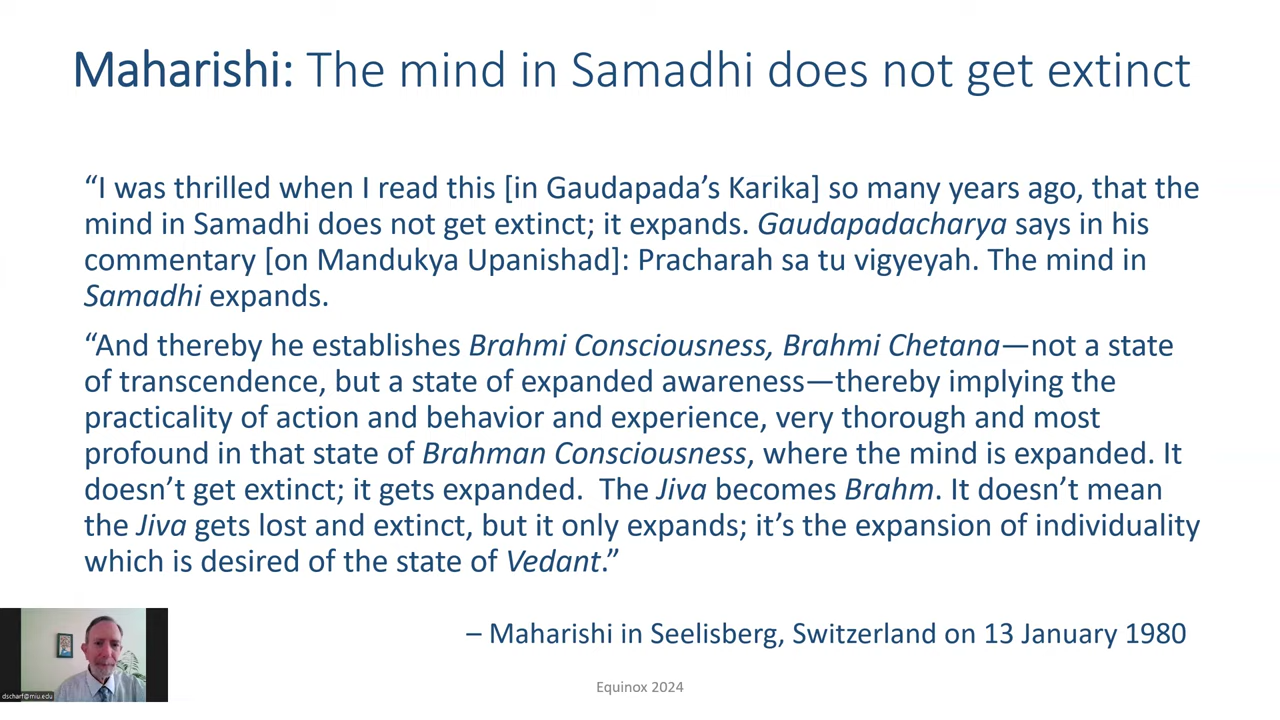 Maharishi: The mind in Samadhi does not get extinct
“I was thrilled when I read this [in Gaudapada’s Karika] so many years ago, that the
mind in Samadhi does not get extinct; it expands. Gaudapadacharya says in his
commentary [on Mandukya Upanishad]: Pracharah sa tu vigyeyah. The mind in
Samadhi expands.
“And thereby he establishes Brahmi Consciousness, Brahmi Chetana—not a state
of transcendence, but a state of expanded awareness—thereby implying the
practicality of action and behavior and experience, very thorough and most
profound in that state of Brahman Consciousness, where the mind is expanded. It
doesn’t get extinct; it gets expanded.  The Jiva becomes Brahm. It doesn’t mean
the Jiva gets lost and extinct, but it only expands; it’s the expansion of individuality
which is desired of the state of Vedant.”
– Maharishi in Seelisberg, Switzerland on 13 January 1980
dscharf@miu.edu
Equinox 2024